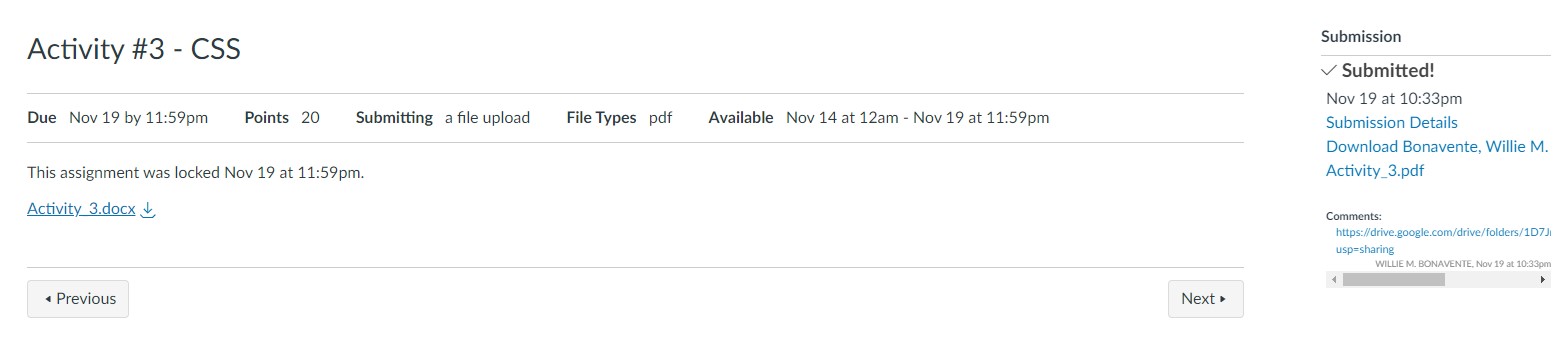 Activity #3 - CSS
Due Nov 19 by 11:59pm Points 20 Submitting a file upload File Types pdf Available Nov 14 at 12am - Nov 19 at 11:59pm
This assignment was locked Nov 19 at 11:59pm.
Activity_3.docx
Previous
Next
Submission
Submitted!
Nov 19 at 10:33pm
Submission Details
Download Bonavente, Willie M.
Activity_3.pdf
Comments:
https://drive.google.com/drive/folders/1D7J
usp=sharing
WILLIE M. BONAVENTE, Nov 19 at 10:33pm